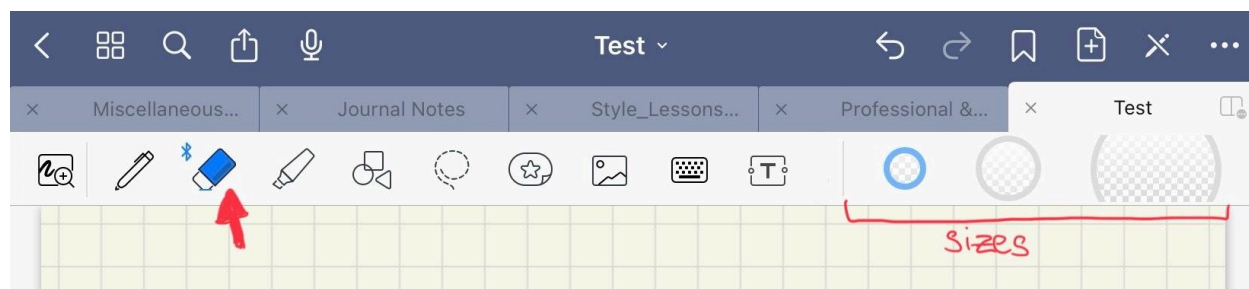 Test
Miscellaneous...
Journal Notes
Style_Lessons...
Professional &...
Test
T
sizes